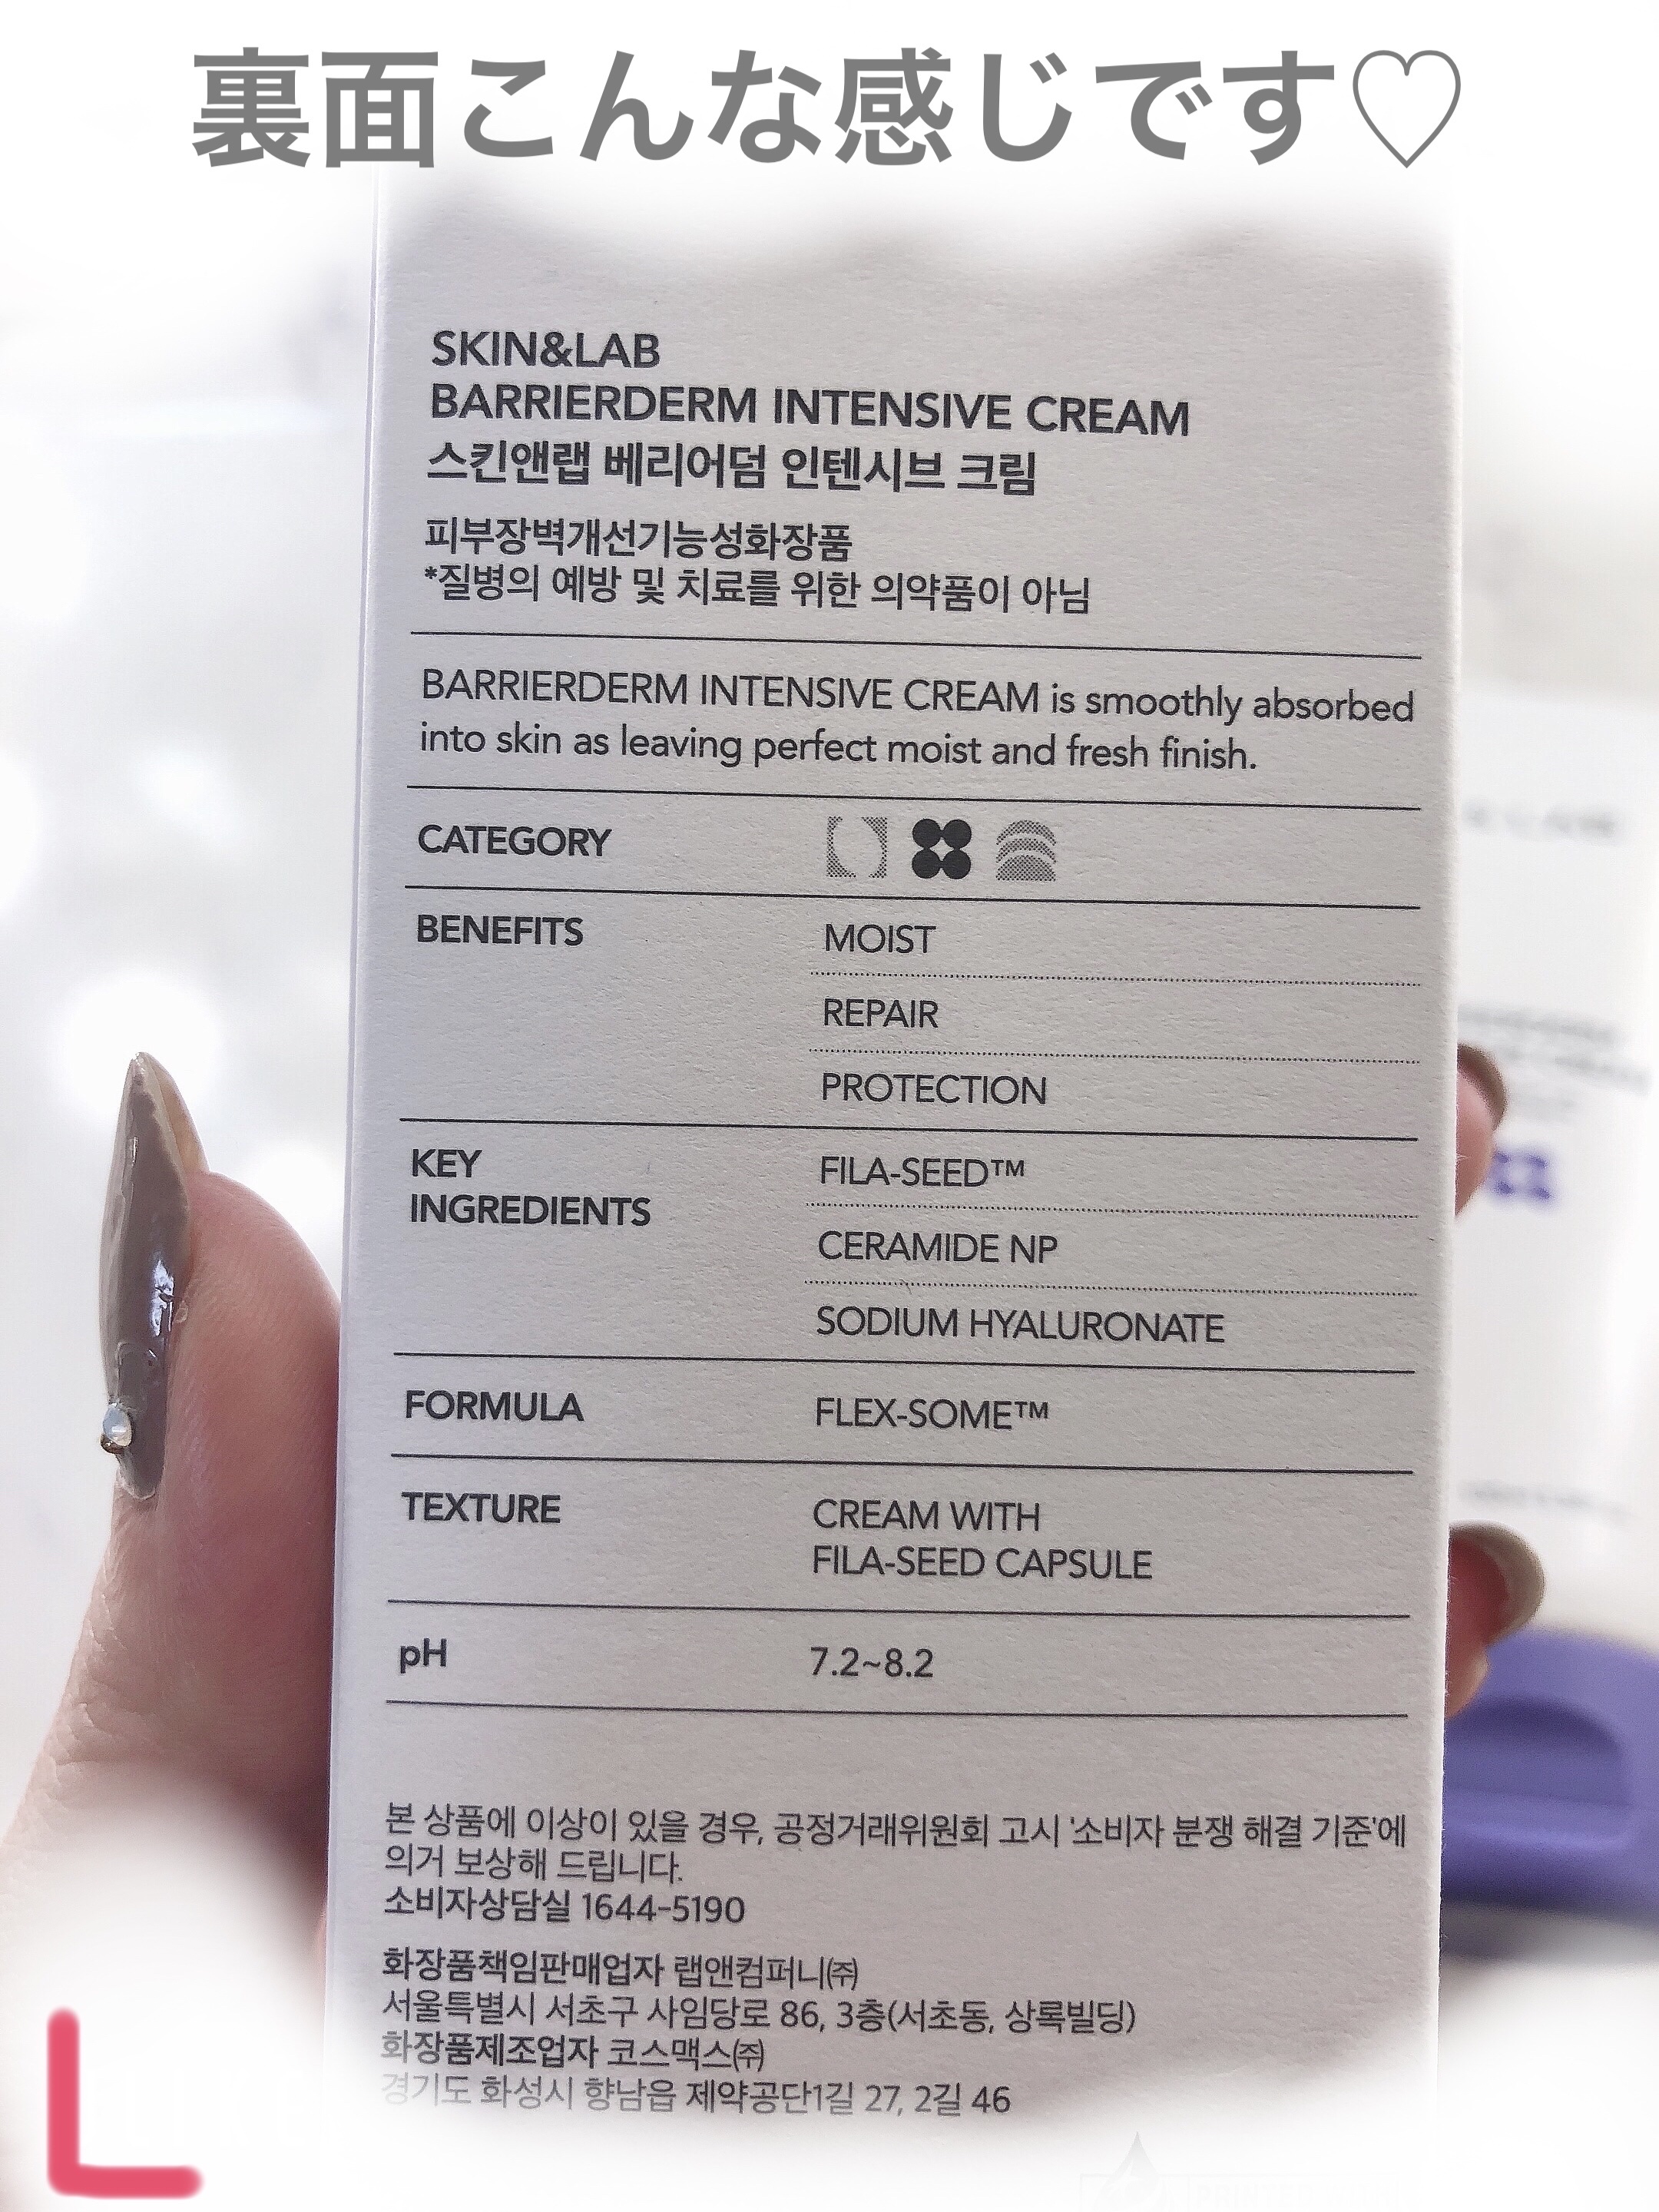 裏面こんな感じです♡
SKIN&LAB
BARRIERDERM INTENSIVE CREAM
스킨앤랩 베리어덤 인텐시브 크림
피부장벽개선기능성화장품
*질병의 예방 및 치료를 위한 의약품이 아님
BARRIERDERM INTENSIVE CREAM is smoothly absorbed
into skin as leaving perfect moist and fresh finish.
CATEGORY
BENEFITS MOIST
REPAIR
PROTECTION
KEY INGREDIENTS FILA-SEED™
CERAMIDE NP
SODIUM HYALURONATE
FORMULA FLEX-SOME™
TEXTURE CREAM WITH
FILA-SEED CAPSULE
pH 7.2~8.2
본 상품에 이상이 있을 경우, 공정거래위원회 고시 '소비자 분쟁 해결 기준'에
의거 보상해 드립니다.
소비자상담실 1644-5190
화장품책임판매업자 랩앤컴퍼니㈜
서울특별시 서초구 사임당로 86, 3층(서초동, 상록빌딩)
화장품제조업자 코스맥스㈜
경기도 화성시 향남읍 제약공단1길 27, 2길 46